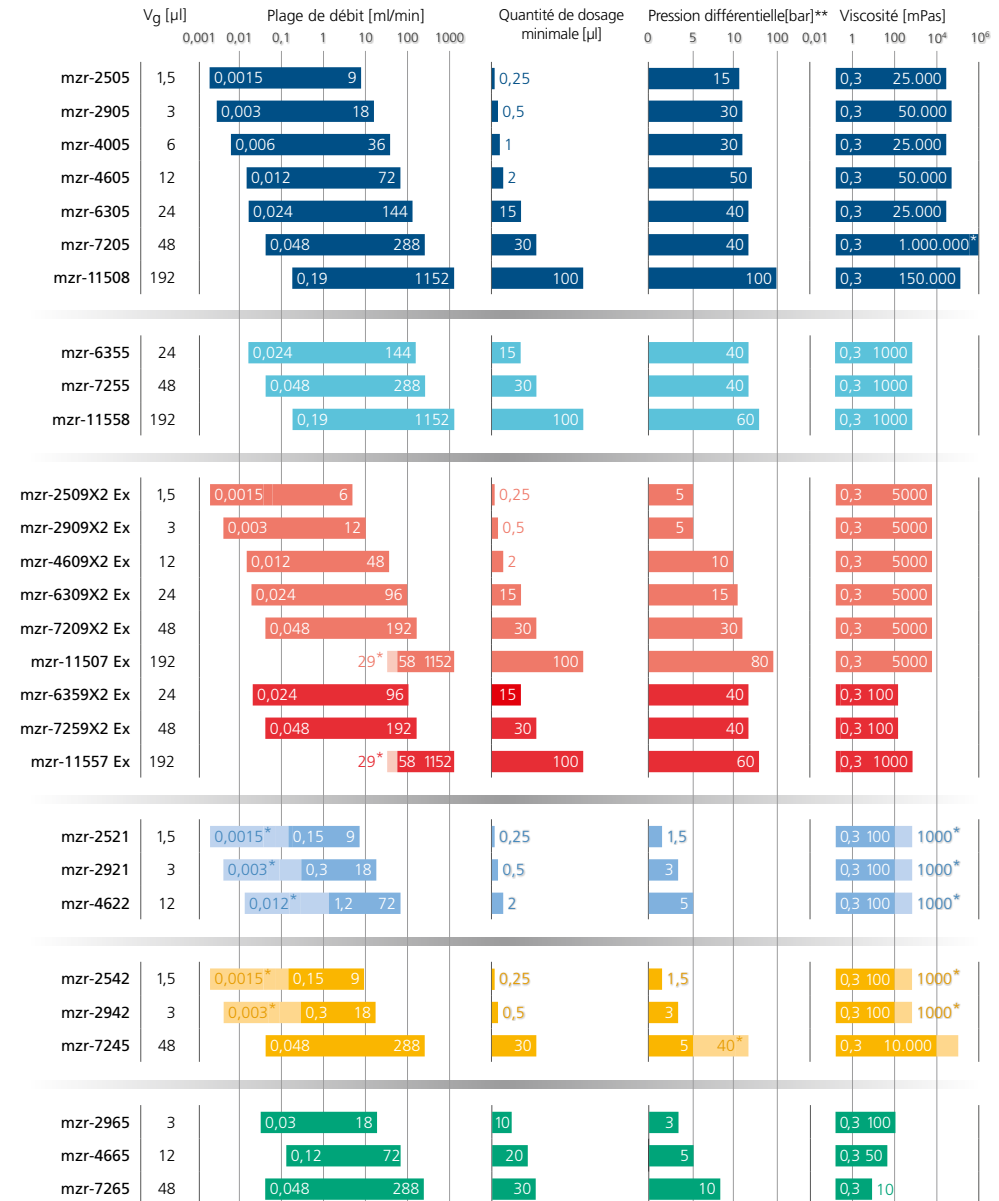 Vg [µl] Plage de débit [ml/min] Quantité de dosage minimale [µl] Pression différentielle[bar]** Viscosité [mPas]
0,001 0,01 0,1 1 10 100 1000 0 5 10 100 0,01 1 100 10⁴ 10⁶
mzr-2505 1,5 0,0015 9 0,25 15 0,3 25.000
mzr-2905 3 0,003 18 0,5 30 0,3 50.000
mzr-4005 6 0,006 36 1 30 0,3 25.000
mzr-4605 12 0,012 72 2 50 0,3 50.000
mzr-6305 24 0,024 144 15 40 0,3 25.000
mzr-7205 48 0,048 288 30 40 0,3 1.000.000*
mzr-11508 192 0,19 1152 100 100 0,3 150.000
mzr-6355 24 0,024 144 15 40 0,3 1000
mzr-7255 48 0,048 288 30 40 0,3 1000
mzr-11558 192 0,19 1152 100 60 0,3 1000
mzr-2509X2 Ex 1,5 0,0015 6 0,25 5 0,3 5000
mzr-2909X2 Ex 3 0,003 12 0,5 5 0,3 5000
mzr-4609X2 Ex 12 0,012 48 2 10 0,3 5000
mzr-6309X2 Ex 24 0,024 96 15 15 0,3 5000
mzr-7209X2 Ex 48 0,048 192 30 30 0,3 5000
mzr-11507 Ex 192 29* 58 1152 100 80 0,3 5000
mzr-6359X2 Ex 24 0,024 96 15 40 0,3 100
mzr-7259X2 Ex 48 0,048 192 30 40 0,3 100
mzr-11557 Ex 192 29* 58 1152 100 60 0,3 1000
mzr-2521 1,5 0,0015* 0,15 9 0,25 1,5 0,3 100 1000*
mzr-2921 3 0,003* 0,3 18 0,5 3 0,3 100 1000*
mzr-4622 12 0,012* 1,2 72 2 5 0,3 100 1000*
mzr-2542 1,5 0,0015* 0,15 9 0,25 1,5 0,3 100 1000*
mzr-2942 3 0,003* 0,3 18 0,5 3 0,3 100 1000*
mzr-7245 48 0,048 288 30 5 40* 0,3 10.000
mzr-2965 3 0,03 18 10 3 0,3 100
mzr-4665 12 0,12 72 20 5 0,3 50
mzr-7265 48 0,048 288 30 10 0,3 10